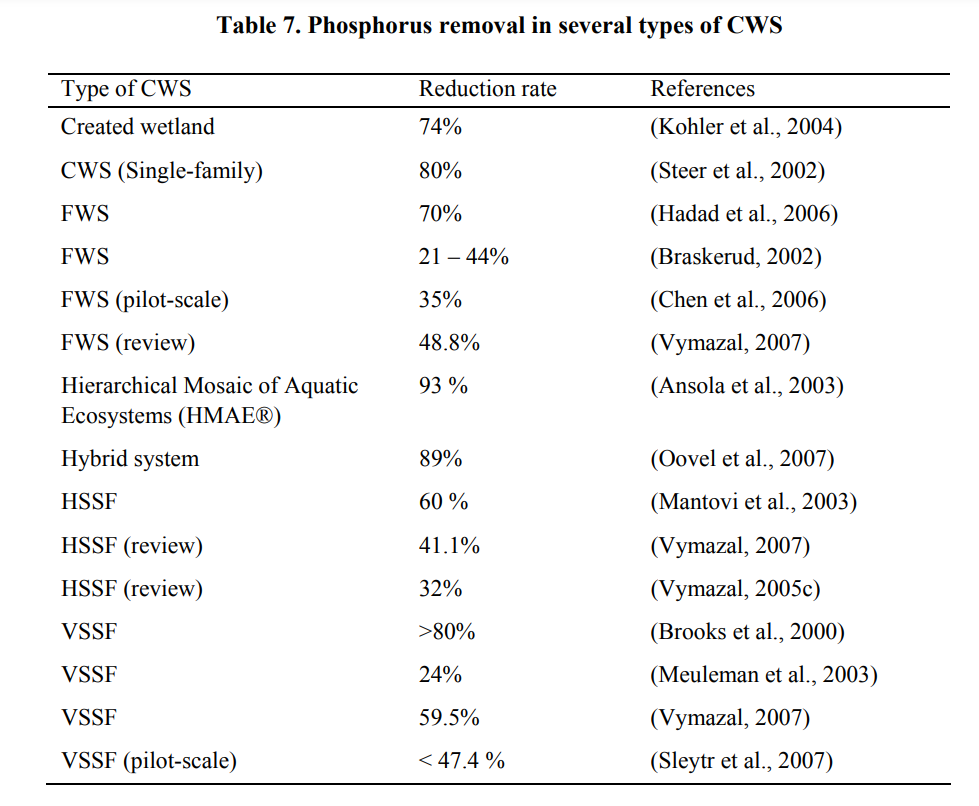 Table 7. Phosphorus removal in several types of CWS
Type of CWS Reduction rate References
Created wetland 74% (Kohler et al., 2004)
CWS (Single-family) 80% (Steer et al., 2002)
FWS 70% (Hadad et al., 2006)
FWS 21 – 44% (Braskerud, 2002)
FWS (pilot-scale) 35% (Chen et al., 2006)
FWS (review) 48.8% (Vymazal, 2007)
Hierarchical Mosaic of Aquatic 93 % (Ansola et al., 2003)
Ecosystems (HMAE®)
Hybrid system 89% (Oovel et al., 2007)
HSSF 60 % (Mantovi et al., 2003)
HSSF (review) 41.1% (Vymazal, 2007)
HSSF (review) 32% (Vymazal, 2005c)
VSSF >80% (Brooks et al., 2000)
VSSF 24% (Meuleman et al., 2003)
VSSF 59.5% (Vymazal, 2007)
VSSF (pilot-scale) < 47.4 % (Sleytr et al., 2007)